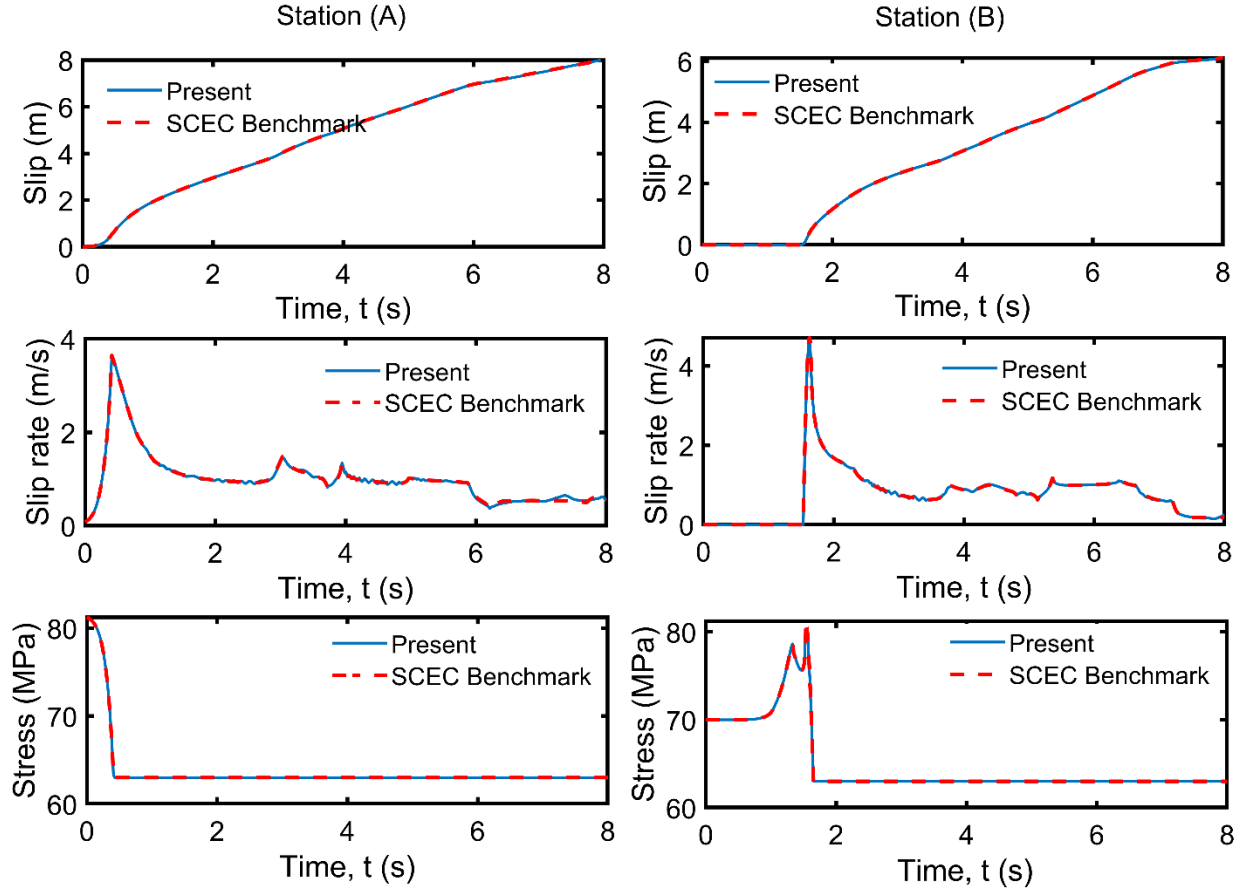 Station (A)
Slip (m)
8
6
4
2
0
Present
SCEC Benchmark
0 2 4 6 8
Time, t (s)
Station (B)
Slip (m)
6
4
2
0
Present
SCEC Benchmark
0 2 4 6 8
Time, t (s)
Slip rate (m/s)
4
2
0
Present
SCEC Benchmark
0 2 4 6 8
Time, t (s)
Slip rate (m/s)
4
2
0
Present
SCEC Benchmark
0 2 4 6 8
Time, t (s)
Stress (MPa)
80
70
60
Present
SCEC Benchmark
0 2 4 6 8
Time, t (s)
Stress (MPa)
80
70
60
Present
SCEC Benchmark
0 2 4 6 8
Time, t (s)